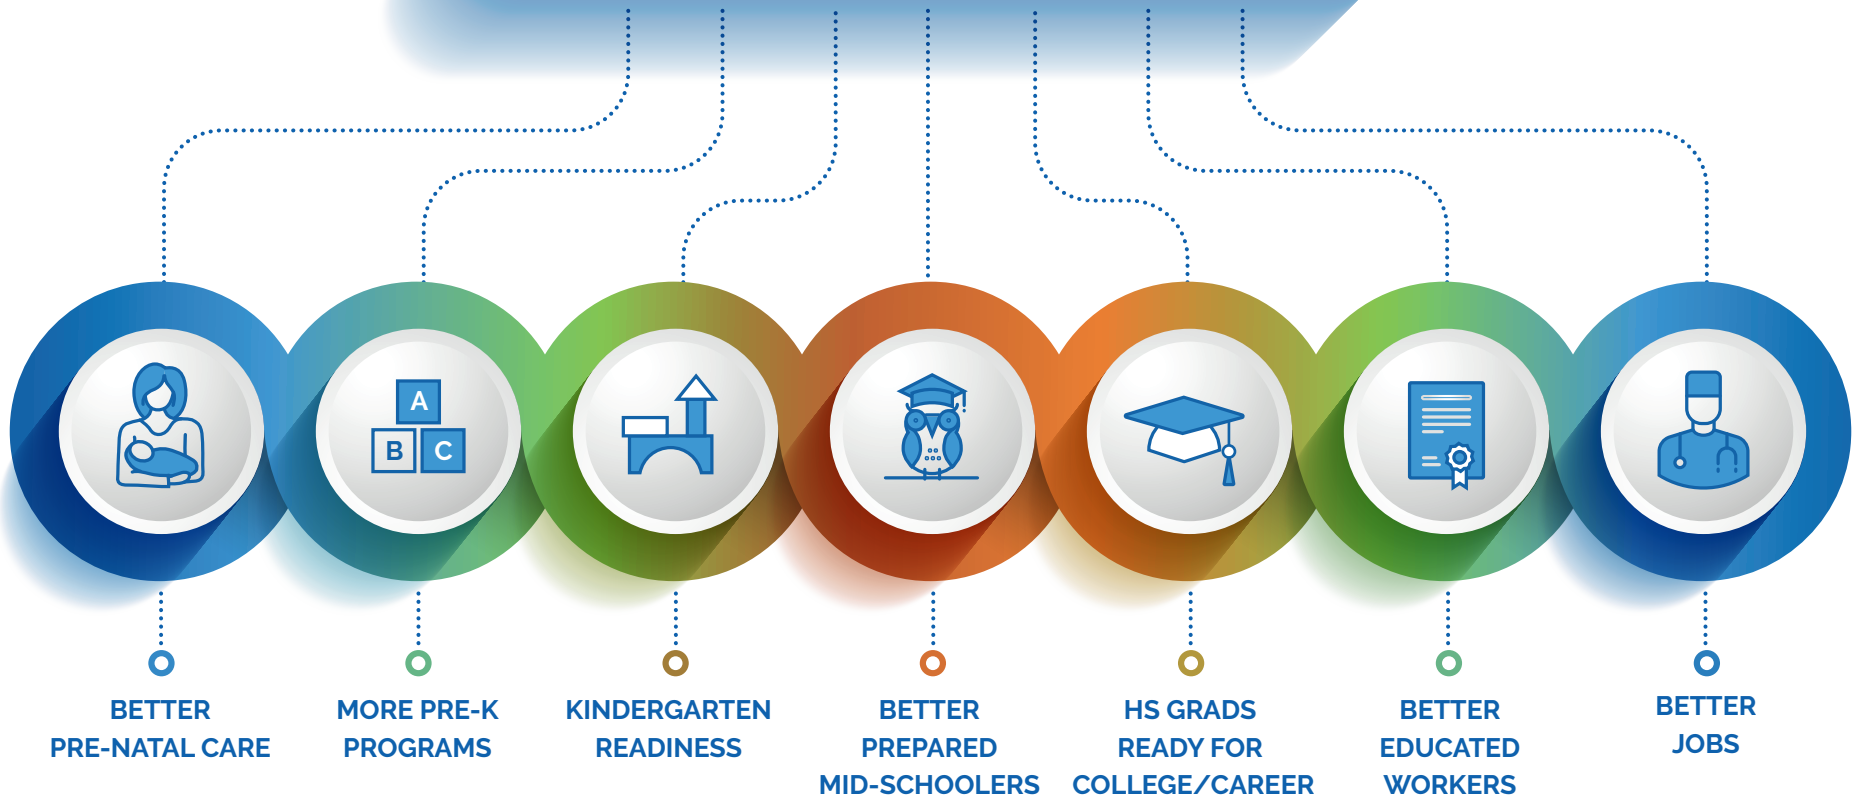 A
B C
BETTER
PRE-NATAL CARE
MORE PRE-K
PROGRAMS
KINDERGARTEN
READINESS
BETTER
PREPARED
MID-SCHOOLERS
HS GRADS
READY FOR
COLLEGE/CAREER
BETTER
EDUCATED
WORKERS
BETTER
JOBS